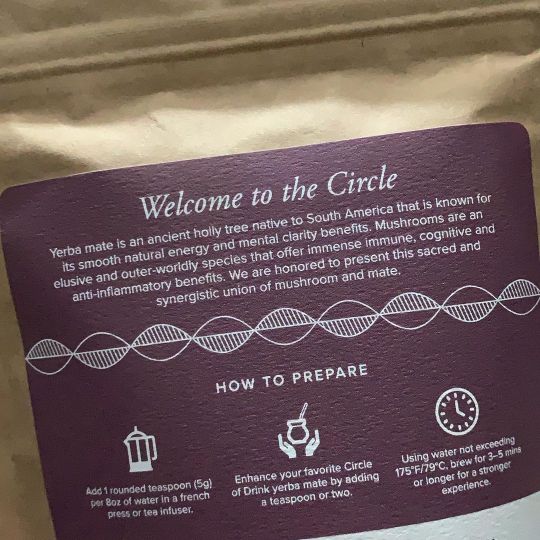 Welcome to the Circle
Yerba mate is an ancient holly tree native to South America that is known for
its smooth natural energy and mental clarity benefits. Mushrooms are an
elusive and outer-worldly species that offer immense immune, cognitive and
anti-inflammatory benefits. We are honored to present this sacred and
synergistic union of mushroom and mate.
HOW TO PREPARE
Add 1 rounded teaspoon (5g)
per 8oz of water in a french
press or tea infuser.
Enhance your favorite Circle
of Drink yerba mate by adding
a teaspoon or two.
Using water not exceeding
175°F/79°C, brew for 3–5 mins
or longer for a stronger
experience.